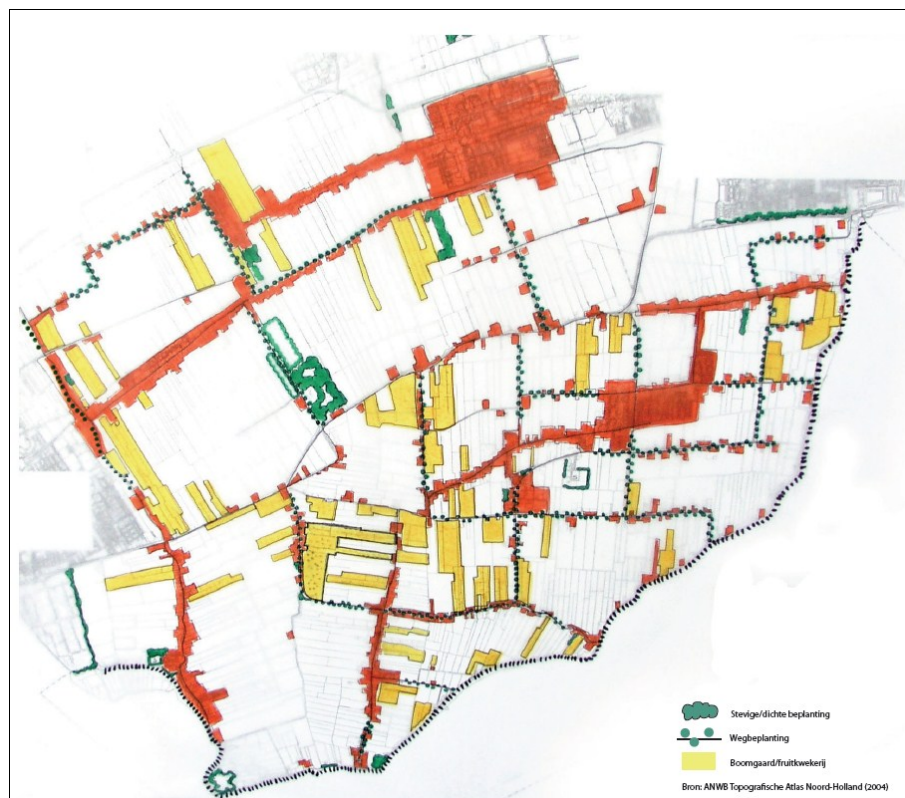 Stevige/dichte beplanting
Wegbeplanting
Boomgaard/fruitkwekerij
Bron: ANWB Topografische Atlas Noord-Holland (2004)